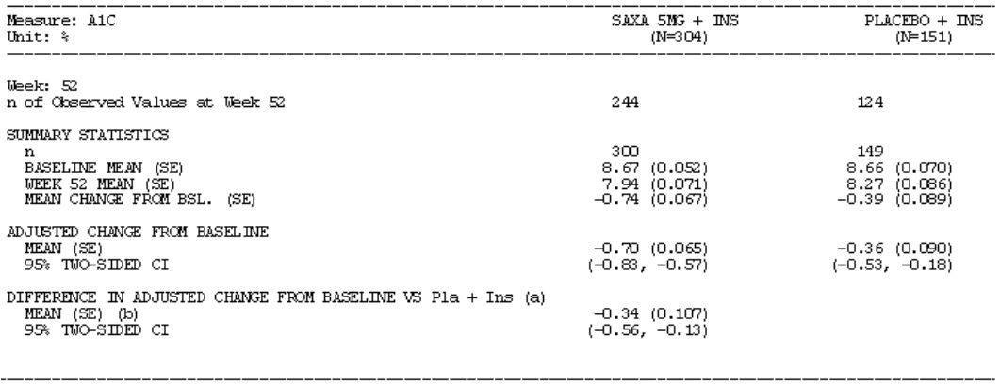 Measure: A1C SAXA 5MG + INS PLACEBO + INS
Unit: % (N=304) (N=151)
Week: 52
n of Observed Values at Week 52 244 124
SUMMARY STATISTICS
n 300 149
BASELINE MEAN (SE) 8.67 (0.052) 8.66 (0.070)
WEEK 52 MEAN (SE) 7.94 (0.071) 8.27 (0.086)
MEAN CHANGE FROM BSL. (SE) -0.74 (0.067) -0.39 (0.089)
ADJUSTED CHANGE FROM BASELINE
MEAN (SE) -0.70 (0.065) -0.36 (0.090)
95% TWO-SIDED CI (-0.83, -0.57) (-0.53, -0.18)
DIFFERENCE IN ADJUSTED CHANGE FROM BASELINE VS Pla + Ins (a)
MEAN (SE) (b) -0.34 (0.107)
95% TWO-SIDED CI (-0.56, -0.13)